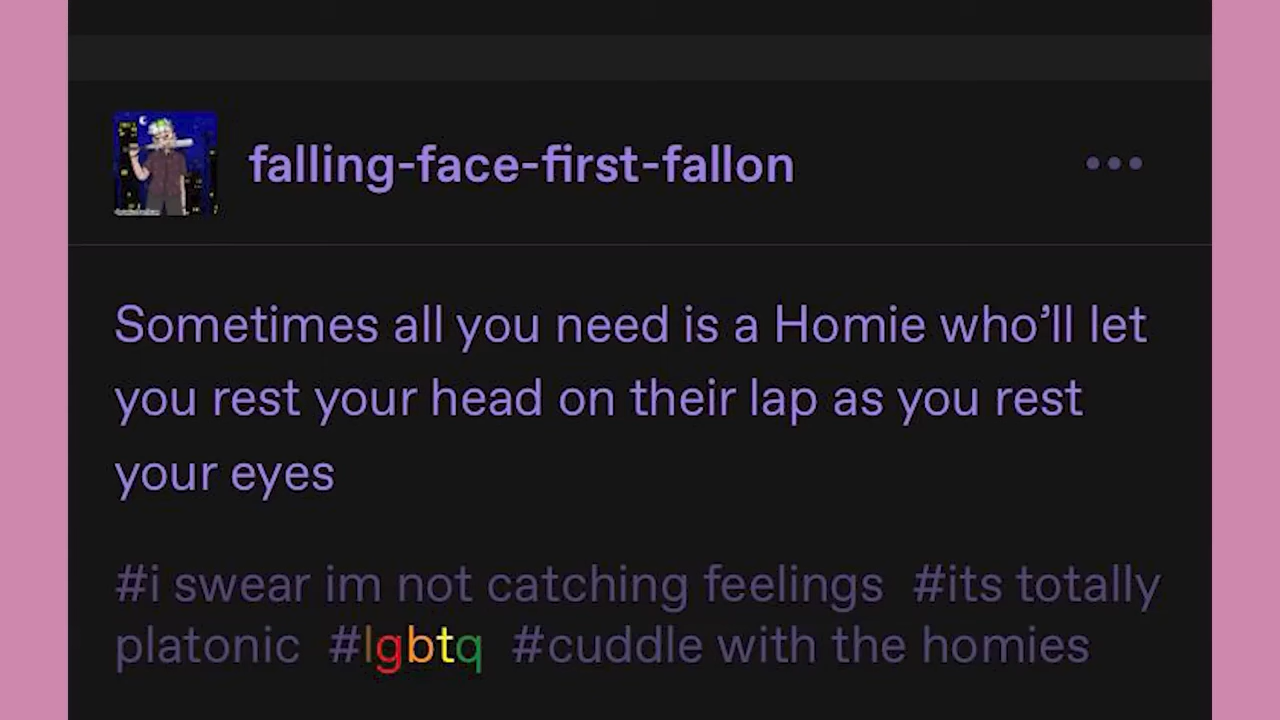 falling-face-first-fallon
Sometimes all you need is a Homie who’ll let
you rest your head on their lap as you rest
your eyes
#i swear im not catching feelings #its totally
platonic #lgbtq #cuddle with the homies